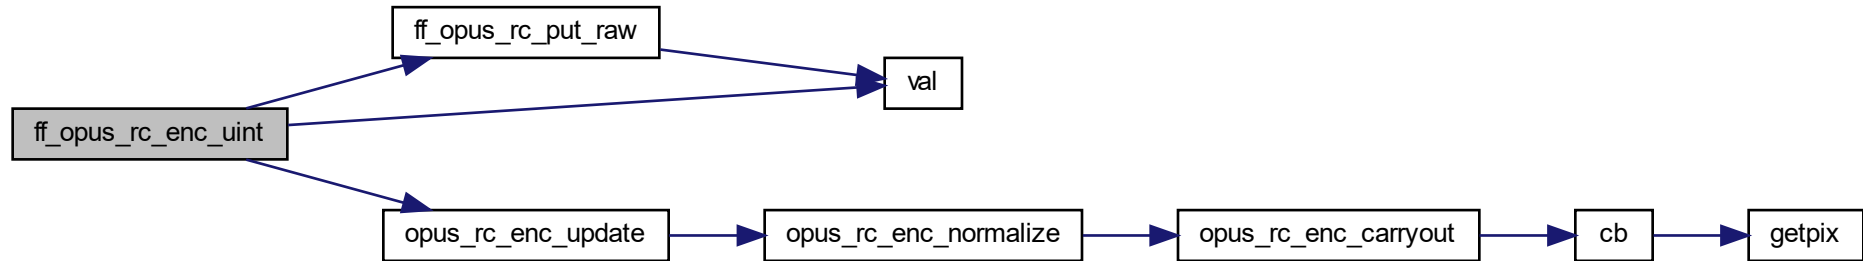 ff_opus_rc_put_raw
val
ff_opus_rc_enc_uint
opus_rc_enc_update
opus_rc_enc_normalize
opus_rc_enc_carryout
cb
getpix